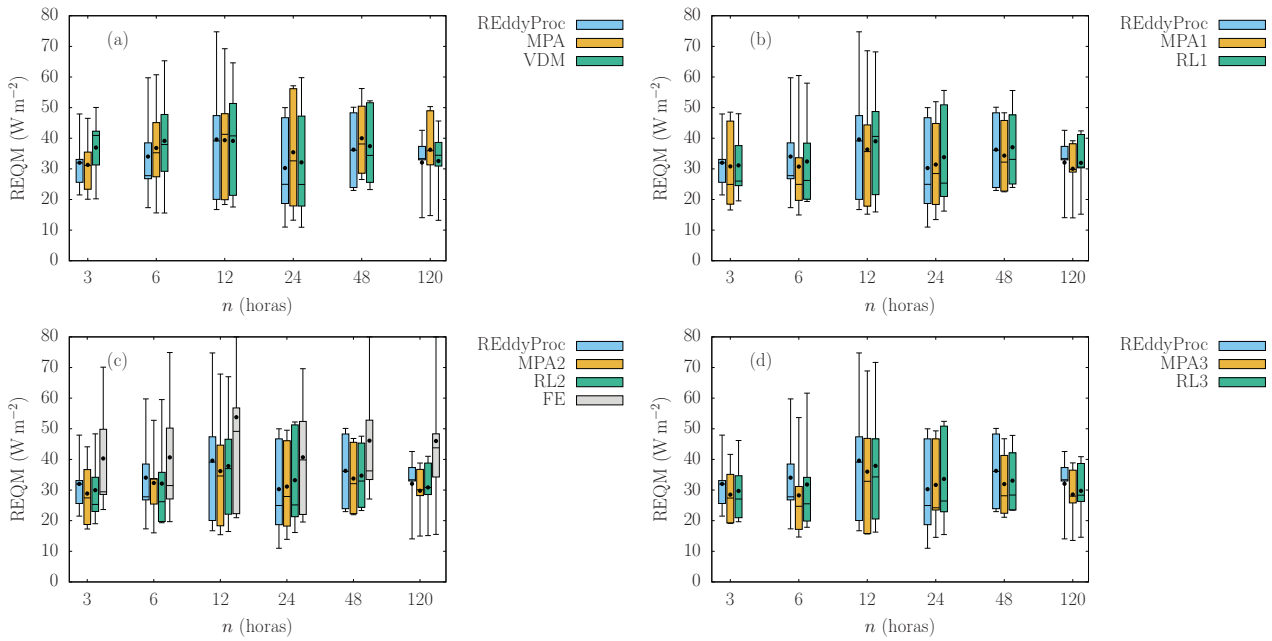 (a)
REddyProc
MPA
VDM
REQM (W m⁻²)
80
70
60
50
40
30
20
10
0
3 6 12 24 48 120
n (horas)
(b)
REddyProc
MPA1
RL1
REQM (W m⁻²)
80
70
60
50
40
30
20
10
0
3 6 12 24 48 120
n (horas)
(c)
REddyProc
MPA2
RL2
FE
REQM (W m⁻²)
80
70
60
50
40
30
20
10
0
3 6 12 24 48 120
n (horas)
(d)
REddyProc
MPA3
RL3
REQM (W m⁻²)
80
70
60
50
40
30
20
10
0
3 6 12 24 48 120
n (horas)